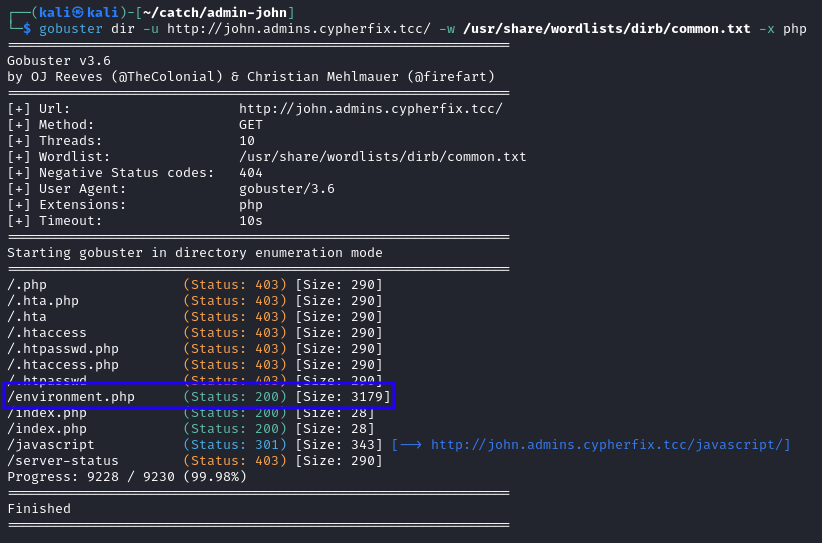 ┌──(kali㉿kali)-[~/catch/admin-john]
└─$ gobuster dir -u http://john.admins.cypherfix.tcc/ -w /usr/share/wordlists/dirb/common.txt -x php
===============================================================
Gobuster v3.6
by OJ Reeves (@TheColonial) & Christian Mehlmauer (@firefart)
===============================================================
[+] Url:                     http://john.admins.cypherfix.tcc/
[+] Method:                  GET
[+] Threads:                 10
[+] Wordlist:                /usr/share/wordlists/dirb/common.txt
[+] Negative Status codes:   404
[+] User Agent:              gobuster/3.6
[+] Extensions:              php
[+] Timeout:                 10s
===============================================================
Starting gobuster in directory enumeration mode
===============================================================
/.php                 (Status: 403) [Size: 290]
/.hta.php             (Status: 403) [Size: 290]
/.hta                 (Status: 403) [Size: 290]
/.htaccess            (Status: 403) [Size: 290]
/.htpasswd.php        (Status: 403) [Size: 290]
/.htaccess.php        (Status: 403) [Size: 290]
/.htpasswd            (Status: 403) [Size: 290]
/environment.php      (Status: 200) [Size: 3179]
/index.php            (Status: 200) [Size: 28]
/index.php            (Status: 200) [Size: 28]
/javascript           (Status: 301) [Size: 343] [--> http://john.admins.cypherfix.tcc/javascript/]
/server-status        (Status: 403) [Size: 290]
Progress: 9228 / 9230 (99.98%)
===============================================================
Finished
===============================================================